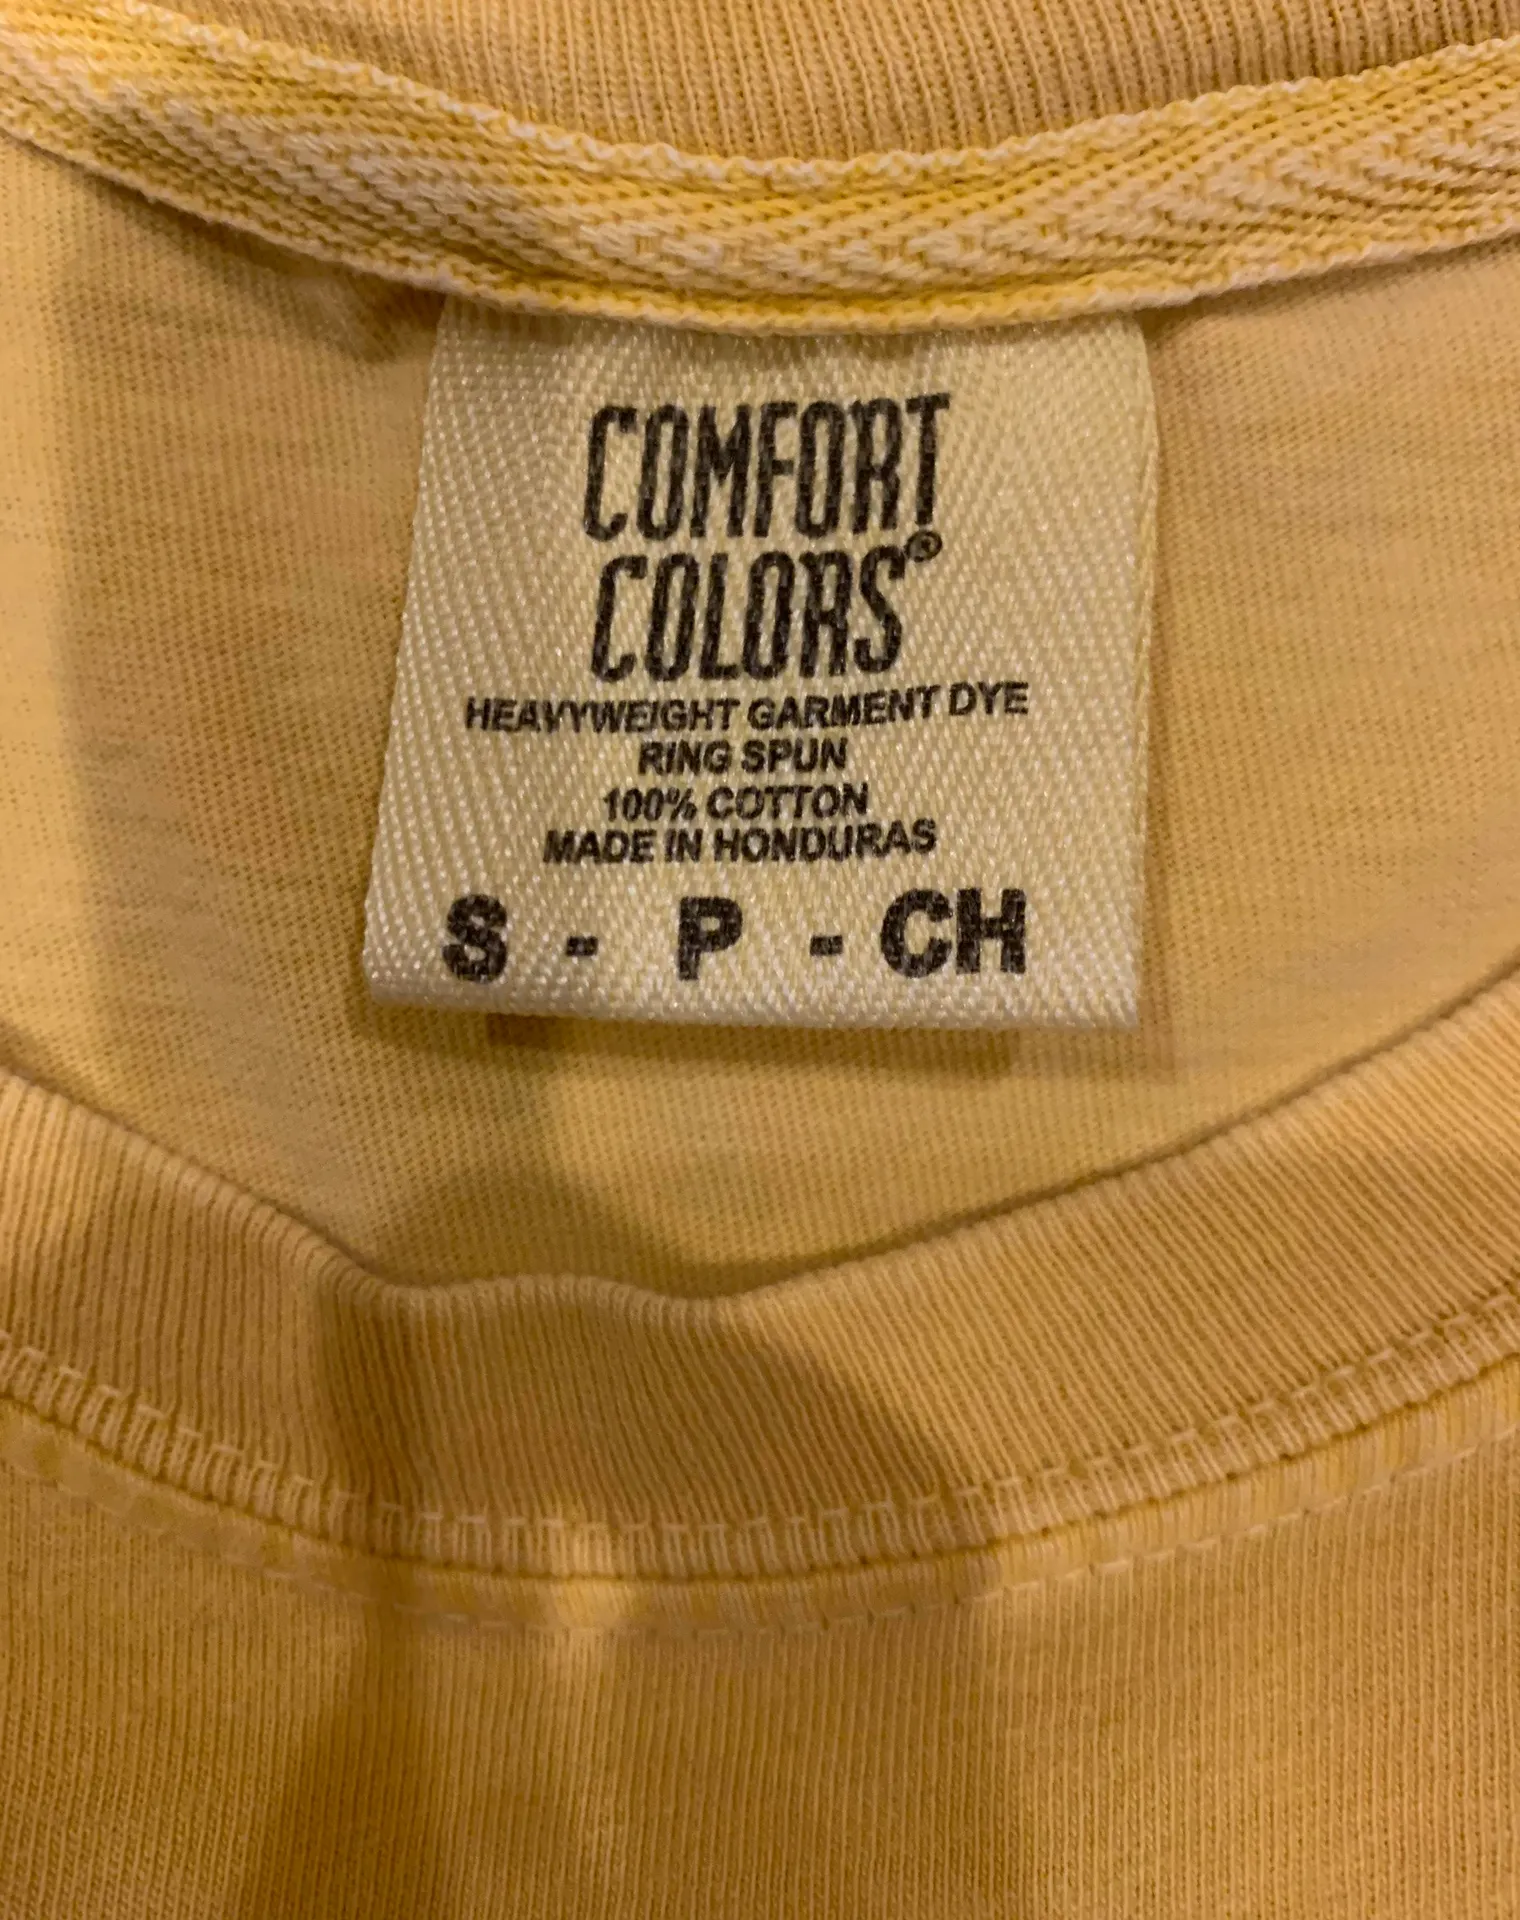 COMFORT
COLORS®
HEAVYWEIGHT GARMENT DYE
RING SPUN
100% COTTON
MADE IN HONDURAS
S - P - CH